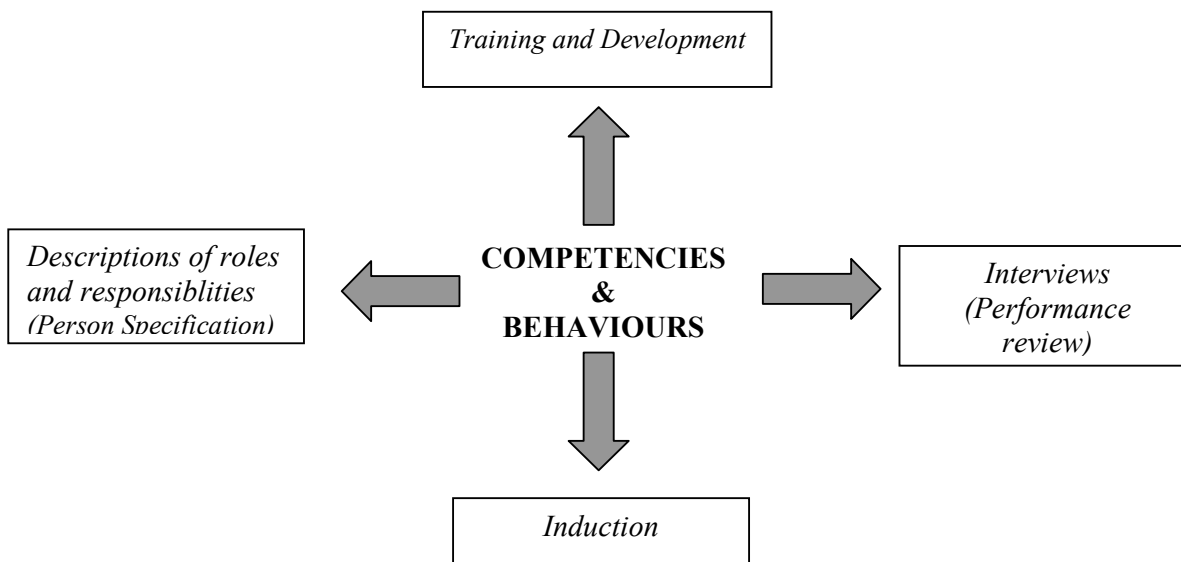 Training and Development
Descriptions of roles
and responsiblities
(Person Specification)
COMPETENCIES
&
BEHAVIOURS
Interviews
(Performance
review)
Induction